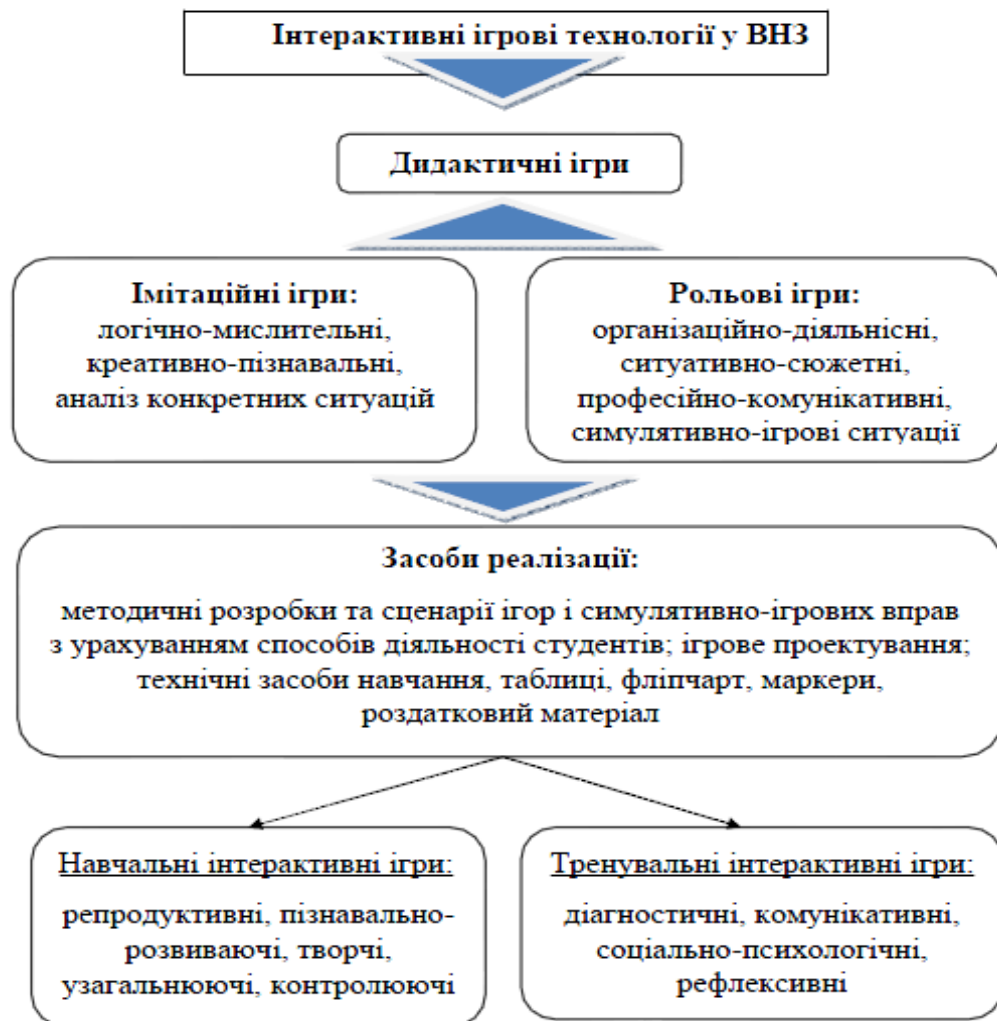 Інтерактивні ігрові технології у ВНЗ
Дидактичні ігри
Імітаційні ігри:
логічно-мислительні,
креативно-пізнавальні,
аналіз конкретних ситуацій
Рольові ігри:
організаційно-діяльнісні,
ситуативно-сюжетні,
професійно-комунікативні,
симулятивно-ігрові ситуації
Засоби реалізації:
методичні розробки та сценарії ігор і симулятивно-ігрових вправ
з урахуванням способів діяльності студентів; ігрове проектування;
технічні засоби навчання, таблиці, фліпчарт, маркери,
роздатковий матеріал
Навчальні інтерактивні ігри:
репродуктивні, пізнавально-
розвиваючі, творчі,
узагальнюючі, контролюючі
Тренувальні інтерактивні ігри:
діагностичні, комунікативні,
соціально-психологічні,
рефлексивні